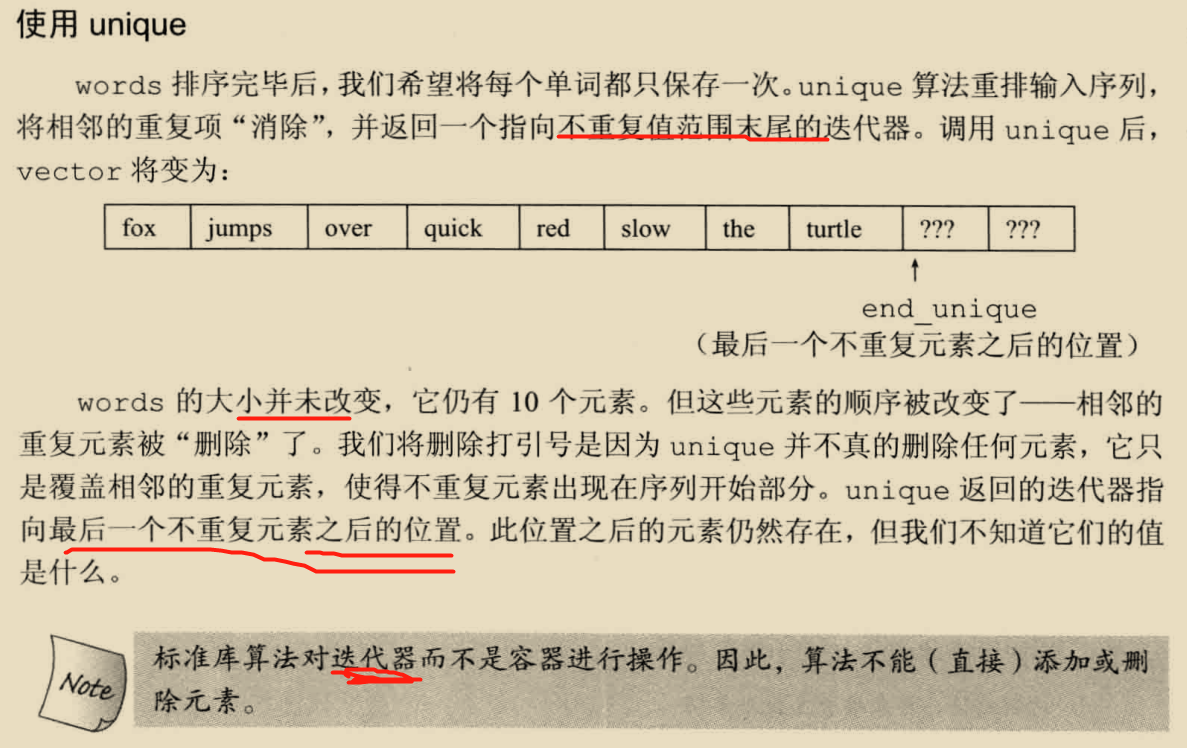 使用 unique
words 排序完毕后，我们希望将每个单词都只保存一次。unique 算法重排输入序列，
将相邻的重复项“消除”，并返回一个指向不重复值范围末尾的迭代器。调用 unique 后，
vector 将变为：
fox jumps over quick red slow the turtle ??? ???
end_unique
（最后一个不重复元素之后的位置）
words 的大小并未改变，它仍有 10 个元素。但这些元素的顺序被改变了——相邻的
重复元素被“删除”了。我们将删除打引号是因为 unique 并不真的删除任何元素，它只
是覆盖相邻的重复元素，使得不重复元素出现在序列开始部分。unique 返回的迭代器指
向最后一个不重复元素之后的位置。此位置之后的元素仍然存在，但我们不知道它们的值
是什么。
Note
标准库算法对迭代器而不是容器进行操作。因此，算法不能（直接）添加或删
除元素。